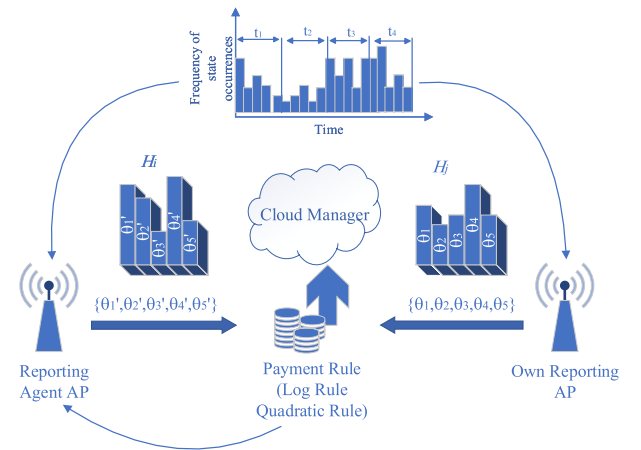 Frequency of
state
occurrences
t₁ t₂ t₃ t₄
Time
Hi
Hj
θ1' θ2' θ3' θ4' θ5'
Cloud Manager
θ1 θ2 θ3 θ4 θ5
{θ1',θ2',θ3',θ4',θ5'}
{θ1,θ2,θ3,θ4,θ5}
Reporting
Agent AP
Payment Rule
(Log Rule
Quadratic Rule)
Own Reporting
AP